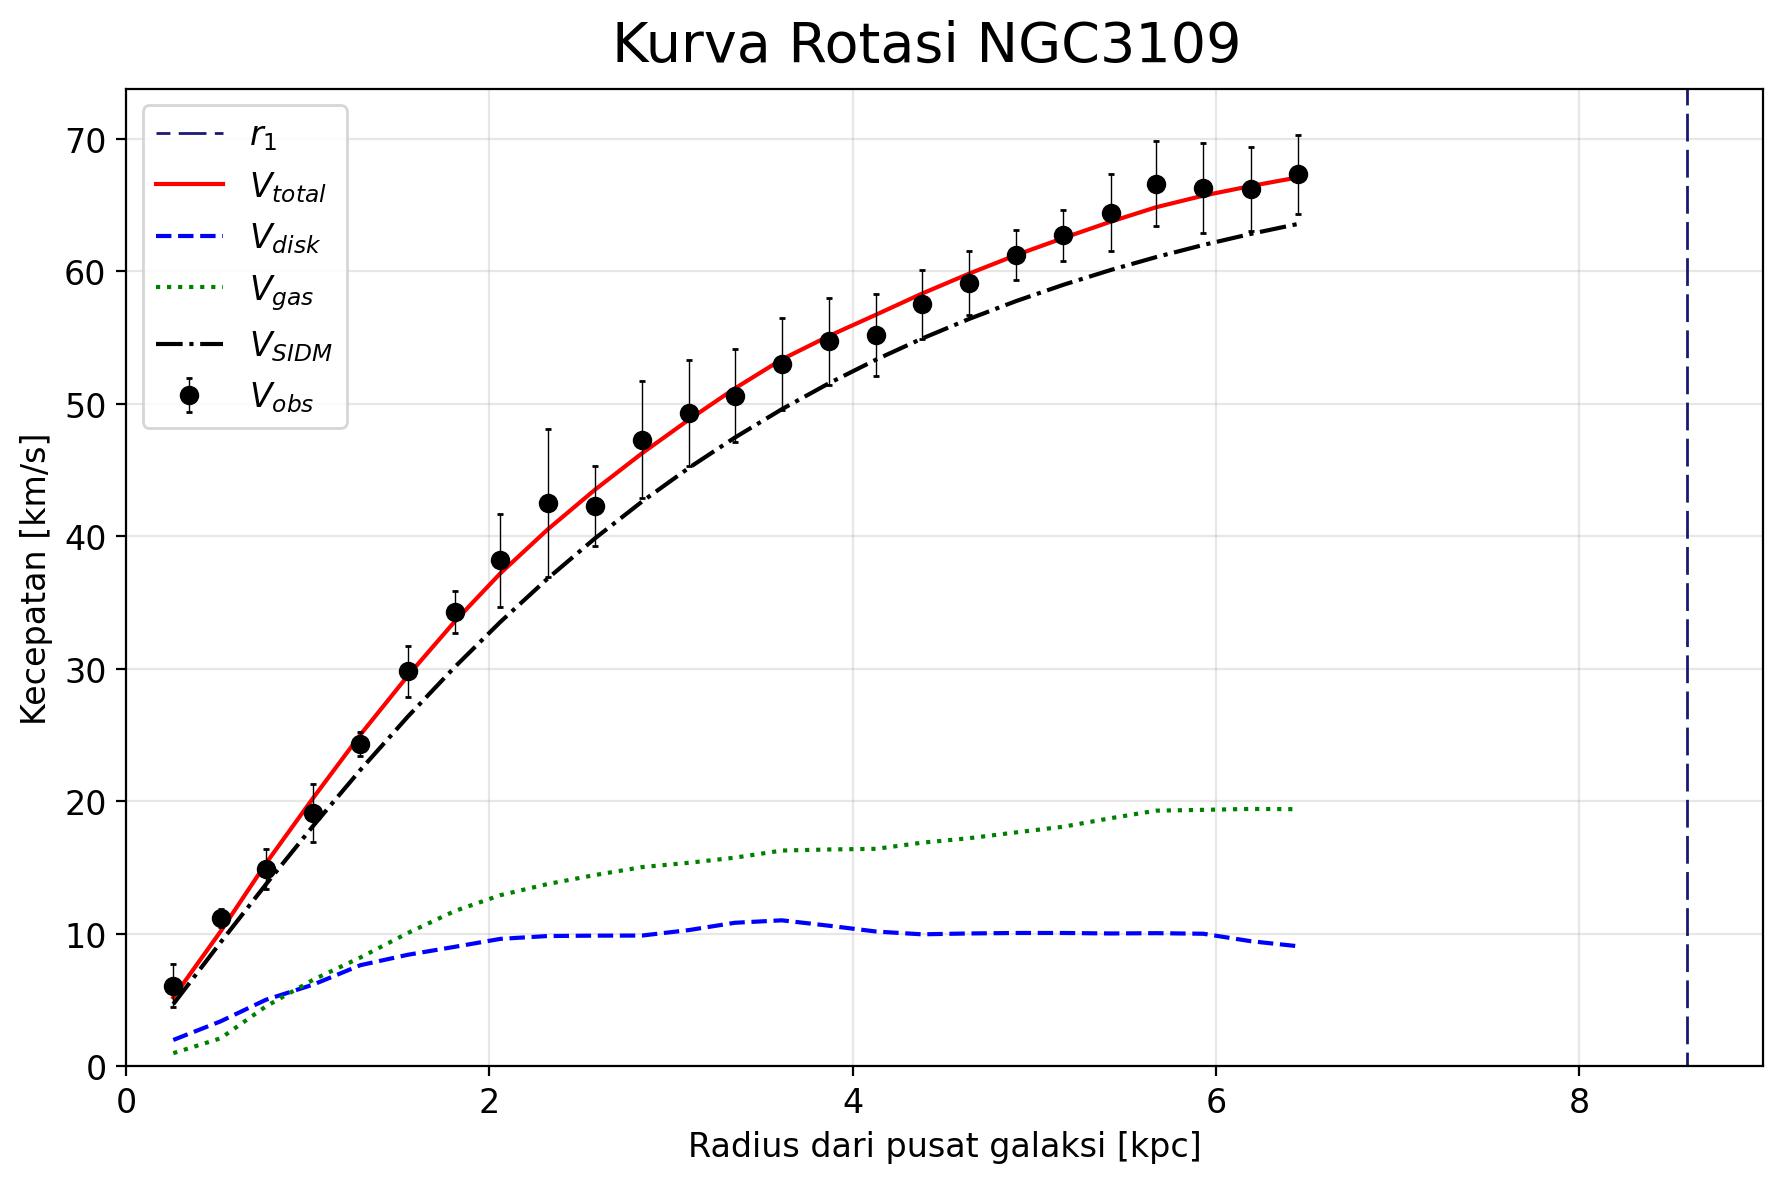 Kurva Rotasi NGC3109
r1
Vtotal
Vdisk
Vgas
VSIDM
Vobs
Kecepatan [km/s]
70
60
50
40
30
20
10
0
0 2 4 6 8
Radius dari pusat galaksi [kpc]